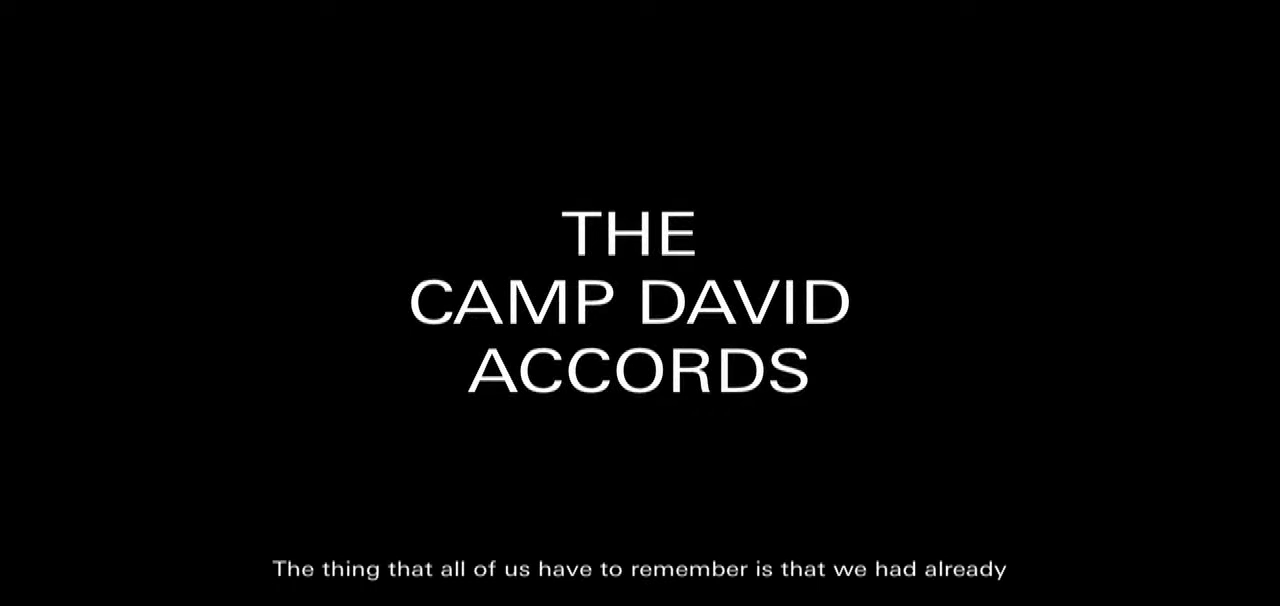 THE
CAMP DAVID
ACCORDS
The thing that all of us have to remember is that we had already